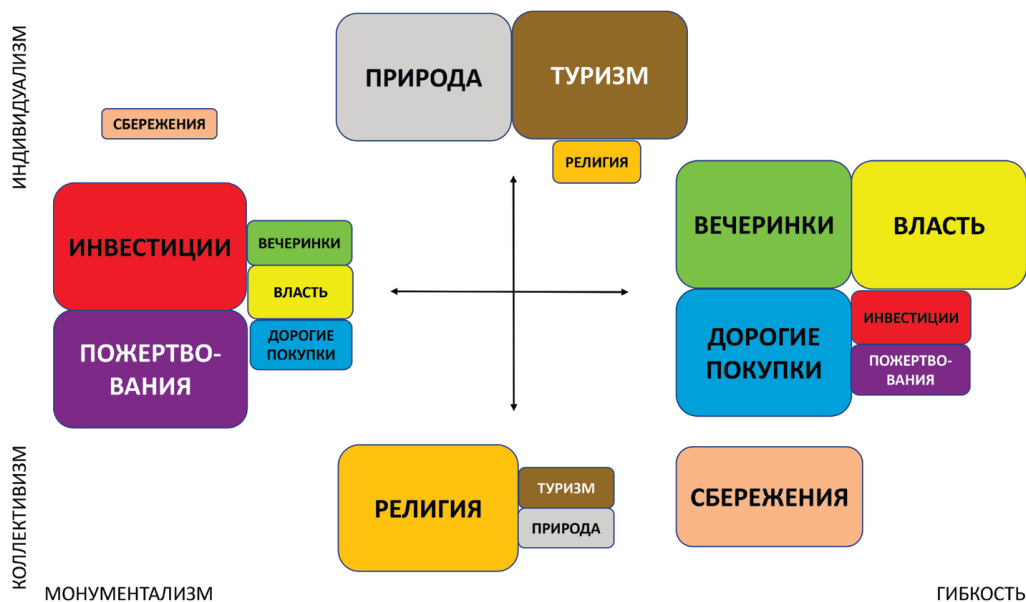 ИНДИВИДУАЛИЗМ
ПРИРОДА
ТУРИЗМ
СБЕРЕЖЕНИЯ
РЕЛИГИЯ
ИНВЕСТИЦИИ
ВЕЧЕРИНКИ
ВЛАСТЬ
ДОРОГИЕ
ПОКУПКИ
ПОЖЕРТВО-
ВАНИЯ
ВЕЧЕРИНКИ
ВЛАСТЬ
ДОРОГИЕ
ПОКУПКИ
ИНВЕСТИЦИИ
ПОЖЕРТВО-
ВАНИЯ
КОЛЛЕКТИВИЗМ
РЕЛИГИЯ
ТУРИЗМ
ПРИРОДА
СБЕРЕЖЕНИЯ
МОНУМЕНТАЛИЗМ
ГИБКОСТЬ